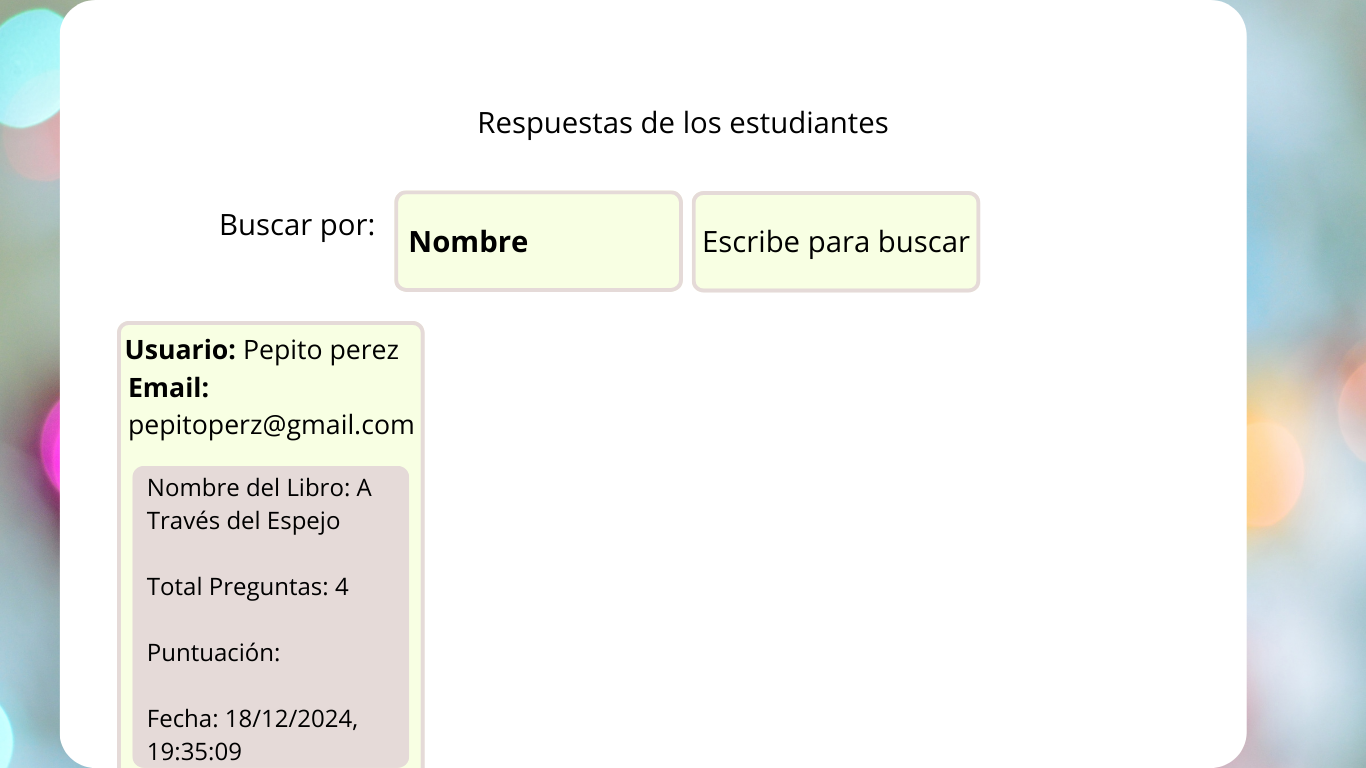 Respuestas de los estudiantes
Buscar por:
Nombre
Escribe para buscar
Usuario: Pepito perez
Email:
pepitoperz@gmail.com
Nombre del Libro: A
Través del Espejo
Total Preguntas: 4
Puntuación:
Fecha: 18/12/2024,
19:35:09